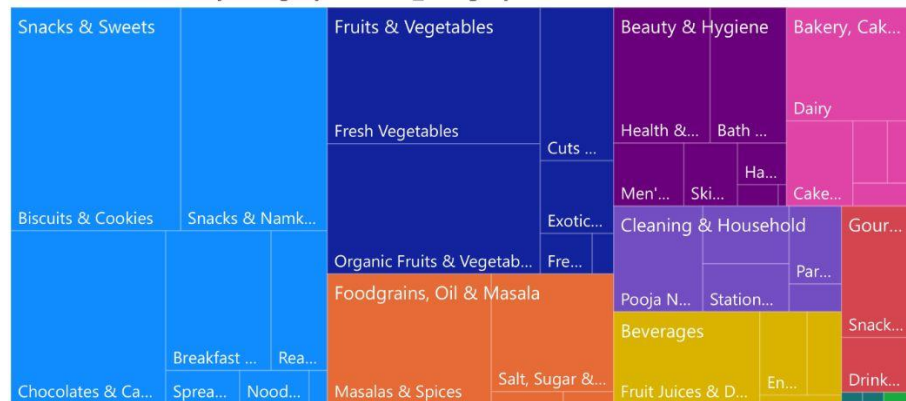 Snacks & Sweets
Biscuits & Cookies
Snacks & Namk...
Chocolates & Ca...
Breakfast ...
Rea...
Sprea...
Nood...
Fruits & Vegetables
Fresh Vegetables
Cuts ...
Organic Fruits & Vegetab...
Exotic...
Fre...
Foodgrains, Oil & Masala
Masalas & Spices
Salt, Sugar &...
Beauty & Hygiene
Health &...
Bath ...
Men'...
Ski...
Ha...
Cleaning & Household
Pooja N...
Station...
Par...
Beverages
Fruit Juices & D...
En...
Bakery, Cak...
Dairy
Cake...
Gour...
Snack...
Drink...